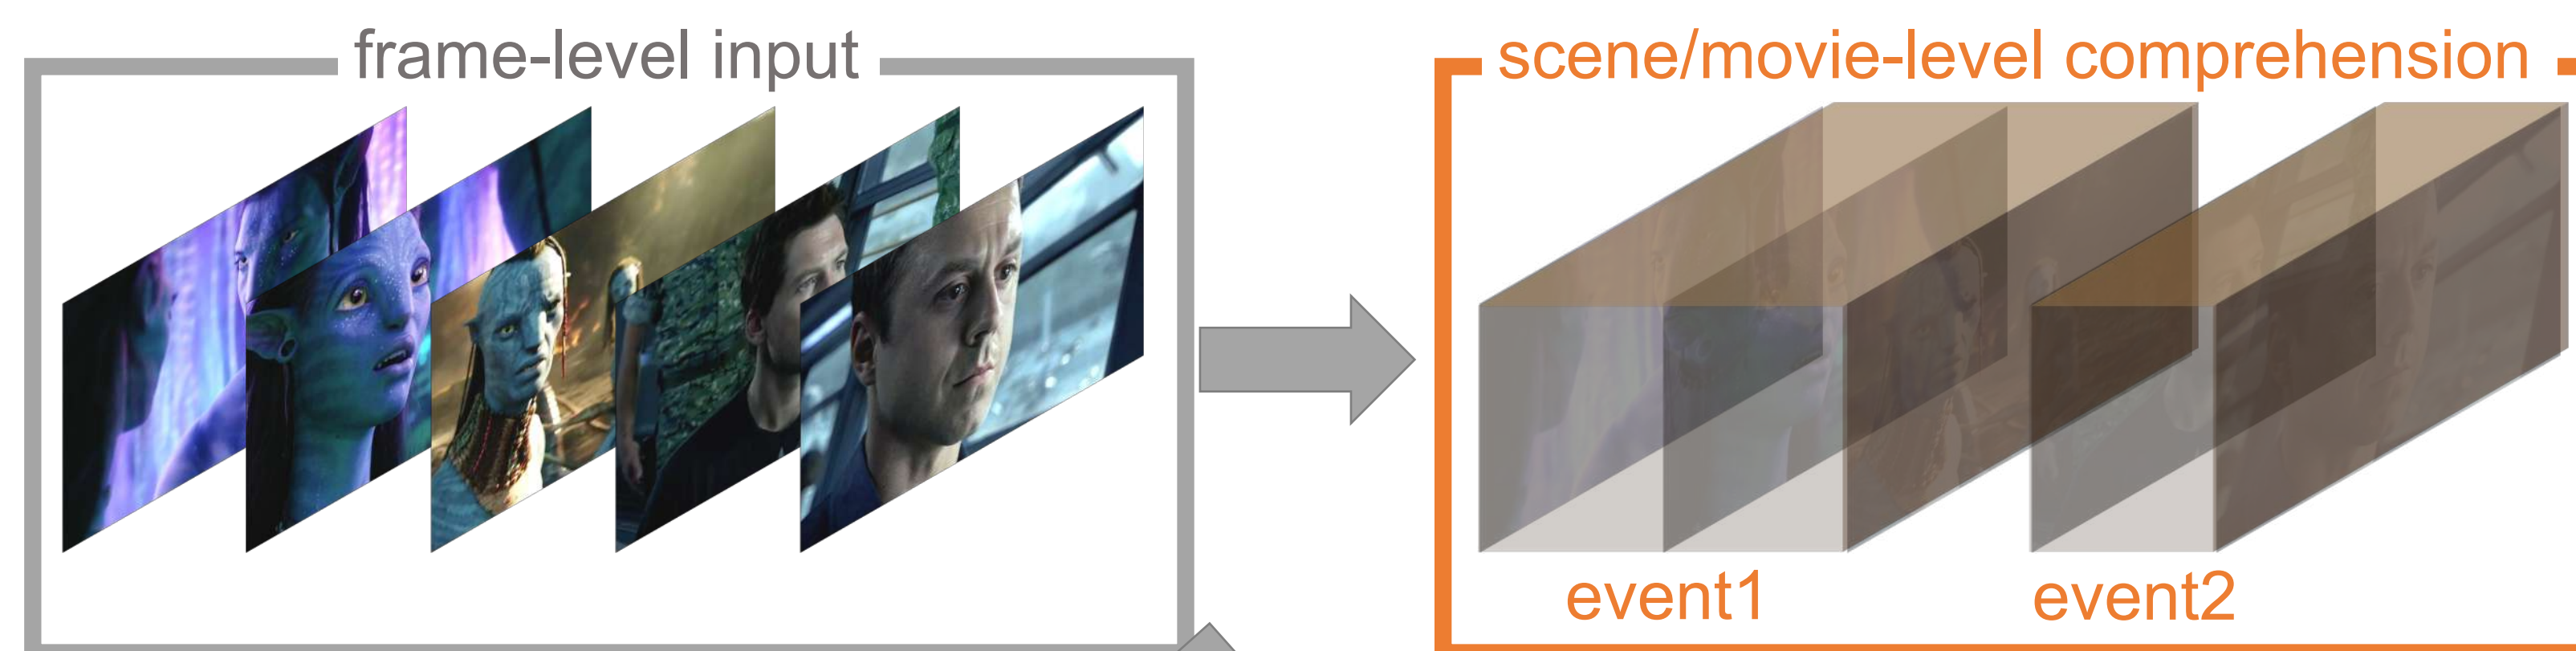 frame-level input
scene/movie-level comprehension
event1
event2